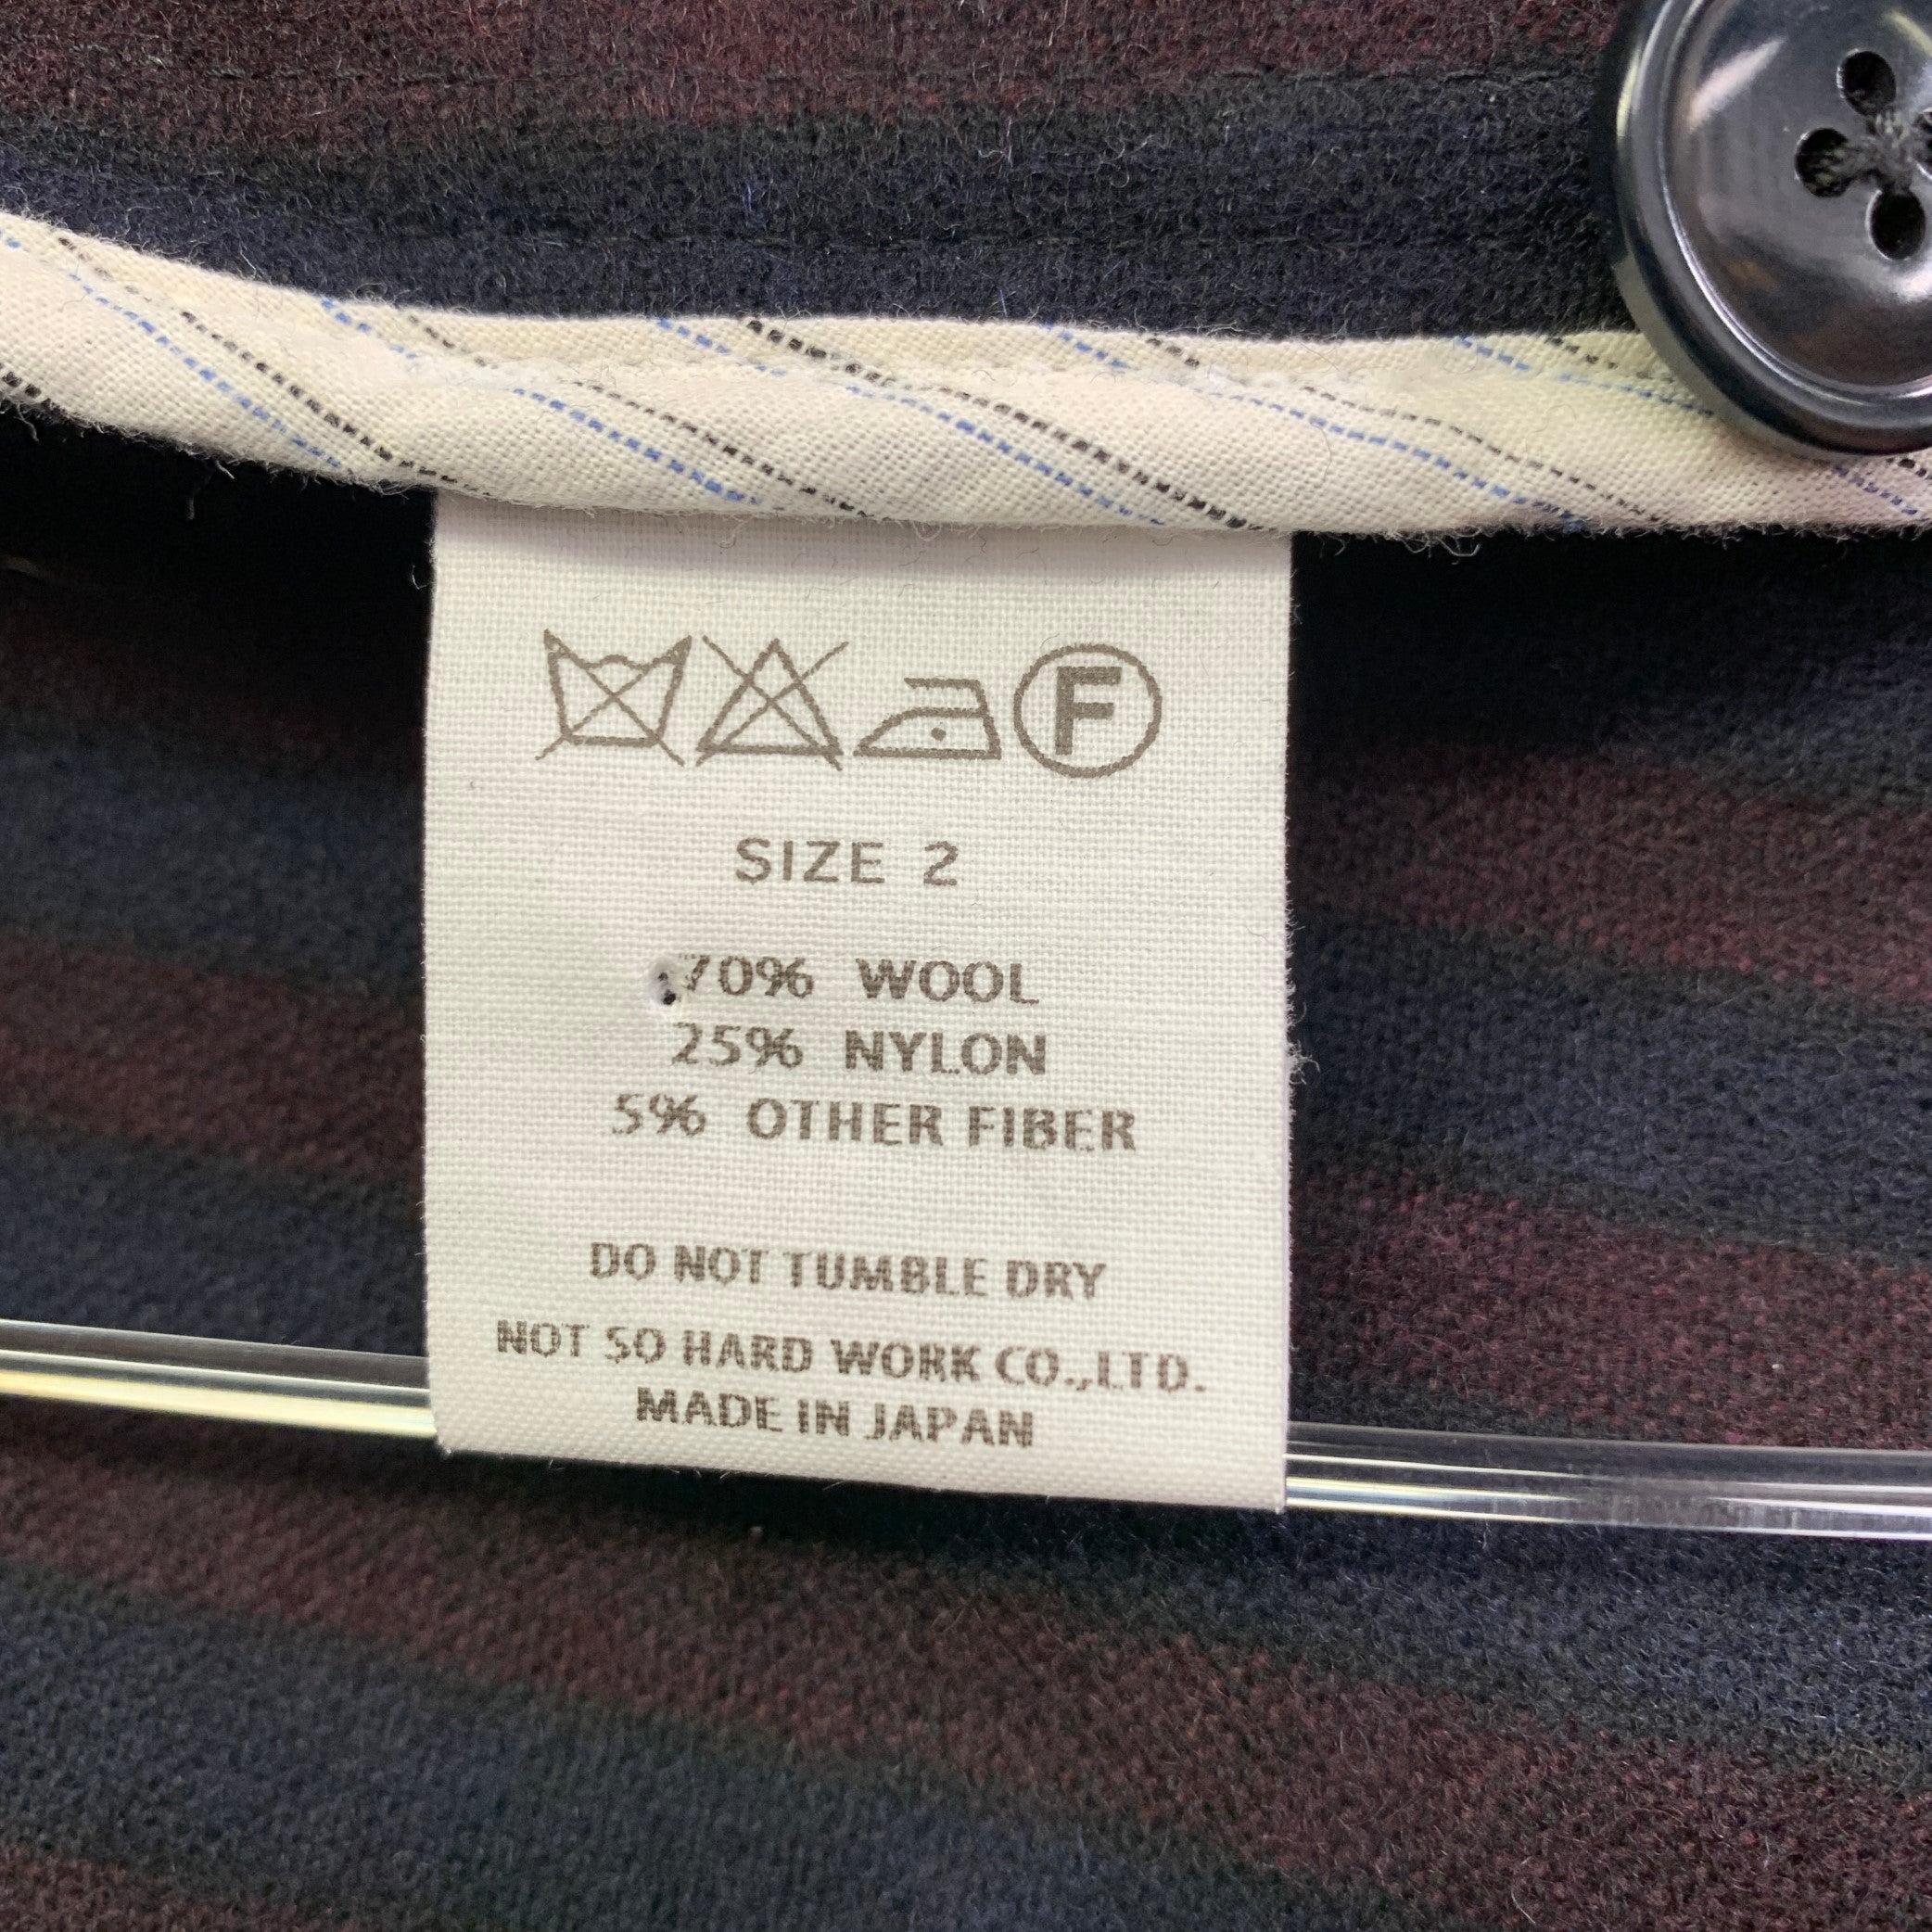 F
SIZE 2
70% WOOL
25% NYLON
5% OTHER FIBER
DO NOT TUMBLE DRY
NOT SO HARD WORK CO.,LTD.
MADE IN JAPAN